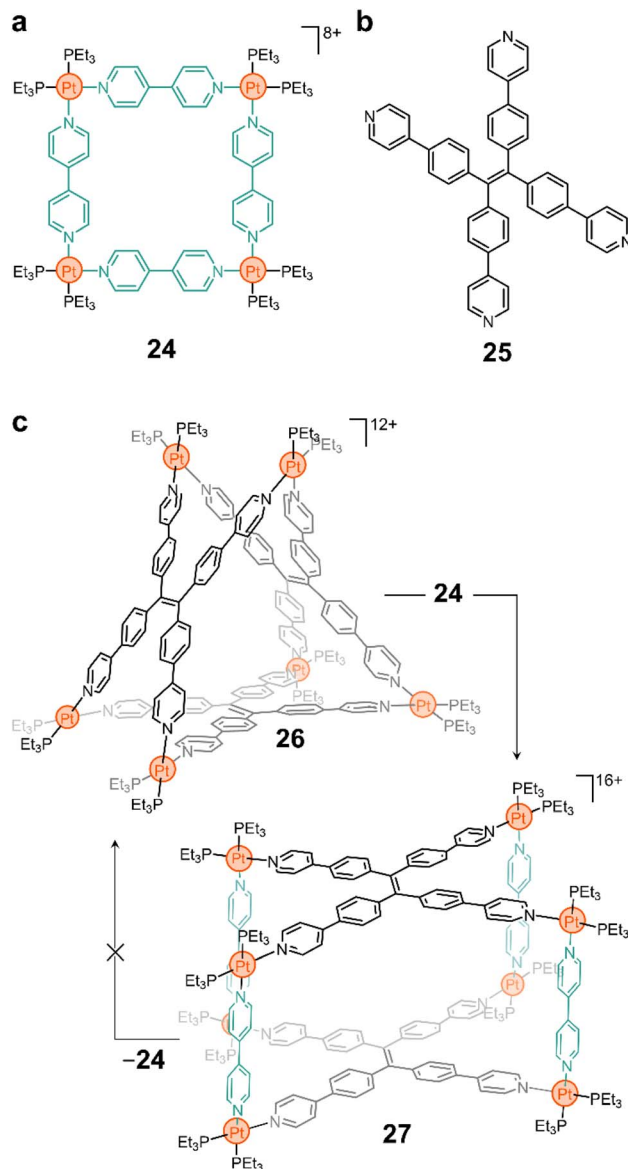 a
b
8+
PEt₃ PEt₃
Et₃P Pt N N Pt PEt₃
N N
N N
Et₃P Pt N N Pt PEt₃
PEt₃ PEt₃
24
N
N
N
N
25
c
12+
PEt₃ PEt₃
Et₃P PEt₃
Pt Pt
N N N N
24
N PEt₃
Pt
N PEt₃
N PEt₃
Pt N N Pt
Et₃P PEt₃
Et₃P
N
Pt N
Et₃P
PEt₃
26
16+
PEt₃
Pt PEt₃
PEt₃ N
Et₃P Pt N N
N PEt₃
PEt₃ N Pt PEt₃
Et₃P Pt N N
N PEt₃
Pt
Et₃P Pt N N PEt₃
Et₃P
N
N N Pt PEt₃
Et₃P Pt N PEt₃
PEt₃
–24
27